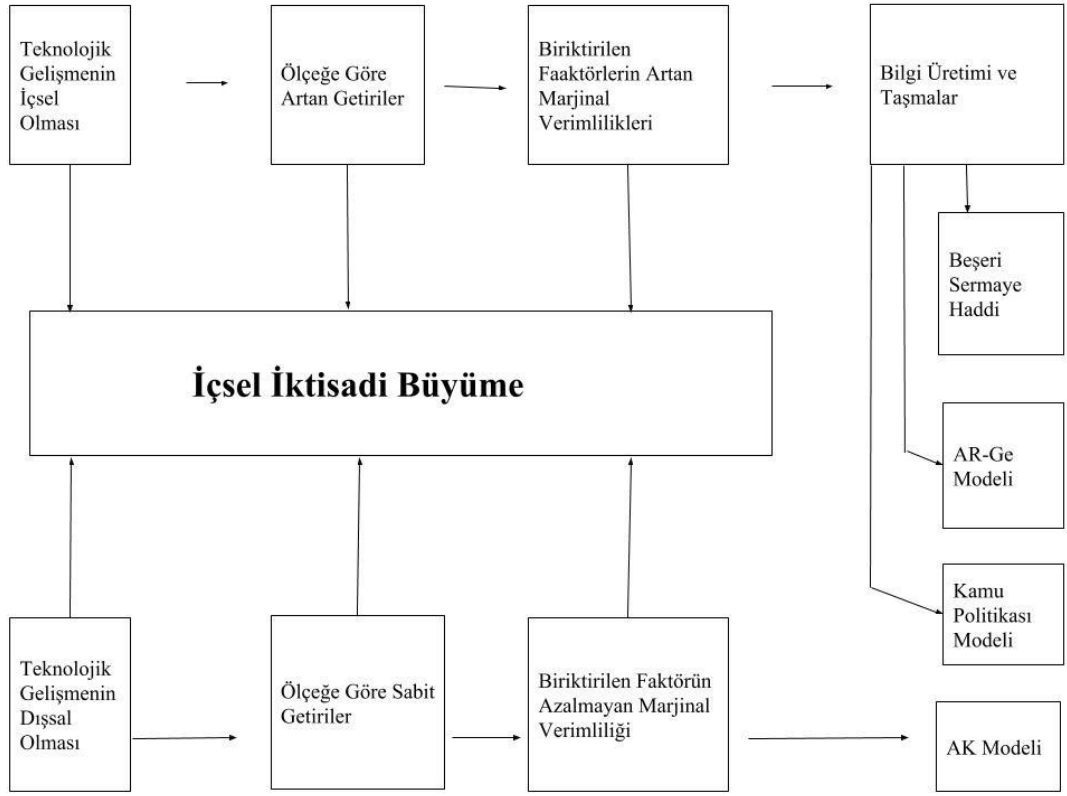 Teknolojik
Gelişmenin
İçsel
Olması
Ölçeğe Göre
Artan Getiriler
Biriktirilen
Faaktörlerin Artan
Marjinal
Verimlilikleri
Bilgi Üretimi ve
Taşmalar
Beşeri
Sermaye
Haddi
İçsel İktisadi Büyüme
AR-Ge
Modeli
Kamu
Politikası
Modeli
Teknolojik
Gelişmenin
Dışsal
Olması
Ölçeğe Göre Sabit
Getiriler
Biriktirilen Faktörün
Azalmayan Marjinal
Verimliliği
AK Modeli